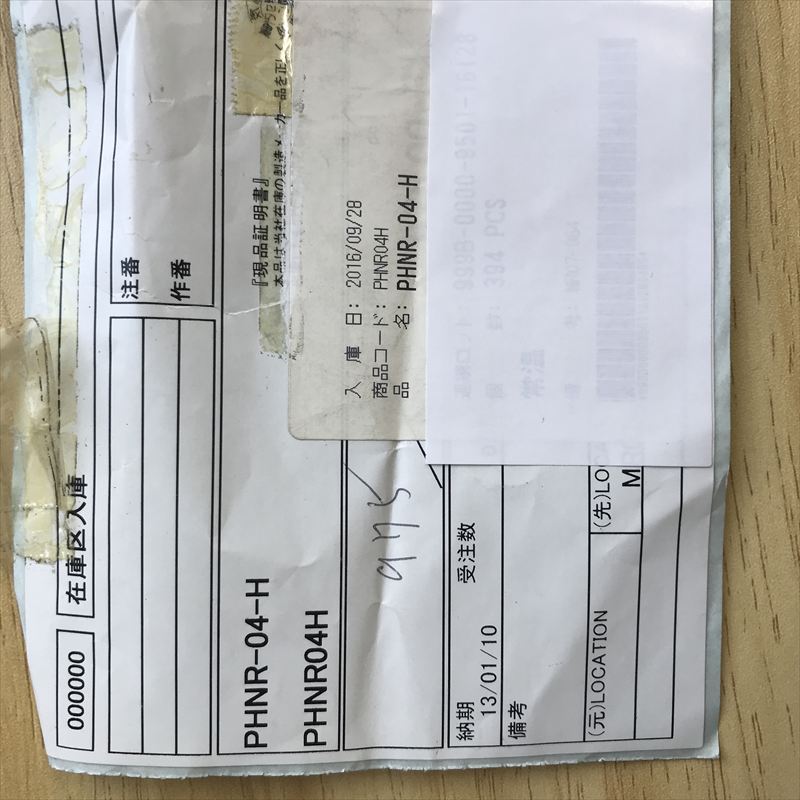 000000 在庫区入庫
注番
作番
PHNR-04-H
PHNR04H
975
『現品証明書』
入 庫 日: 2016/09/28
商品コード: PHNR04H
品 名: PHNR-04-H
394 PCS
常温
納期 受注数
13/01/10
備考
(元)LOCATION (先)LOCA